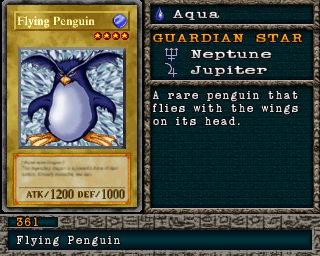 Flying Penguin
ATK/1200 DEF/1000
Aqua
GUARDIAN STAR
Neptune
Jupiter
A rare penguin that
flies with the wings
on its head.
361
Flying Penguin